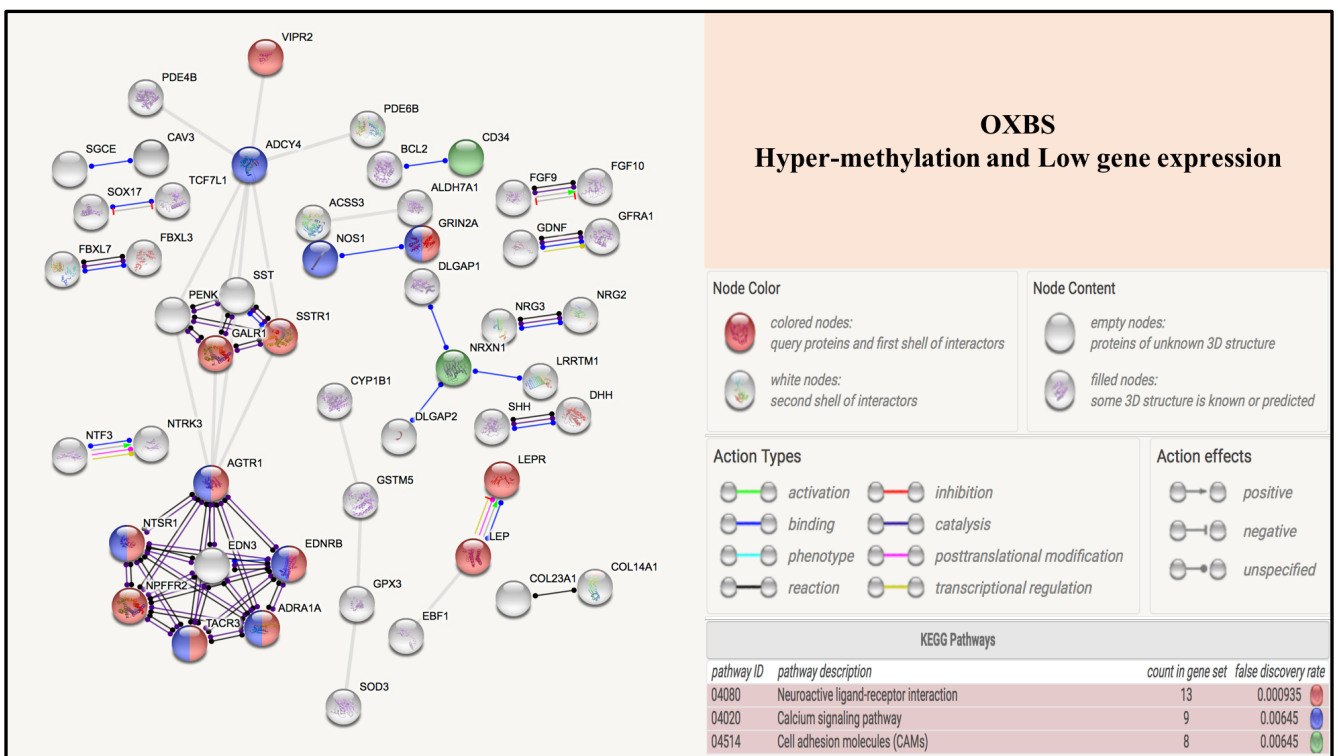 VIPR2
PDE4B
PDE6B
CAV3
SGCE
ADCY4
BCL2
CD34
SOX17
TCF7L1
ALDH7A1
FGF9
FGF10
ACSS3
GRIN2A
GDNF
GFRA1
FBXL7
FBXL3
NOS1
SST
DLGAP1
PENK
SSTR1
NRG3
NRG2
GALR1
NRXN1
LRRTM1
CYP1B1
DLGAP2
SHH
DHH
NTF3
NTRK3
AGTR1
LEPR
GSTM5
NTSR1
EDN3
EDNRB
LEP
NPFFR2
GPX3
COL23A1
COL14A1
TACR3
ADRA1A
EBF1
SOD3
OXBS
Hyper-methylation and Low gene expression
Node Color
colored nodes:
query proteins and first shell of interactors
white nodes:
second shell of interactors
Node Content
empty nodes:
proteins of unknown 3D structure
filled nodes:
some 3D structure is known or predicted
Action Types
activation
inhibition
binding
catalysis
phenotype
posttranslational modification
reaction
transcriptional regulation
Action effects
positive
negative
unspecified
KEGG Pathways
pathway ID pathway description count in gene set false discovery rate
04080 Neuroactive ligand-receptor interaction 13 0.000935
04020 Calcium signaling pathway 9 0.00645
04514 Cell adhesion molecules (CAMs) 8 0.00645